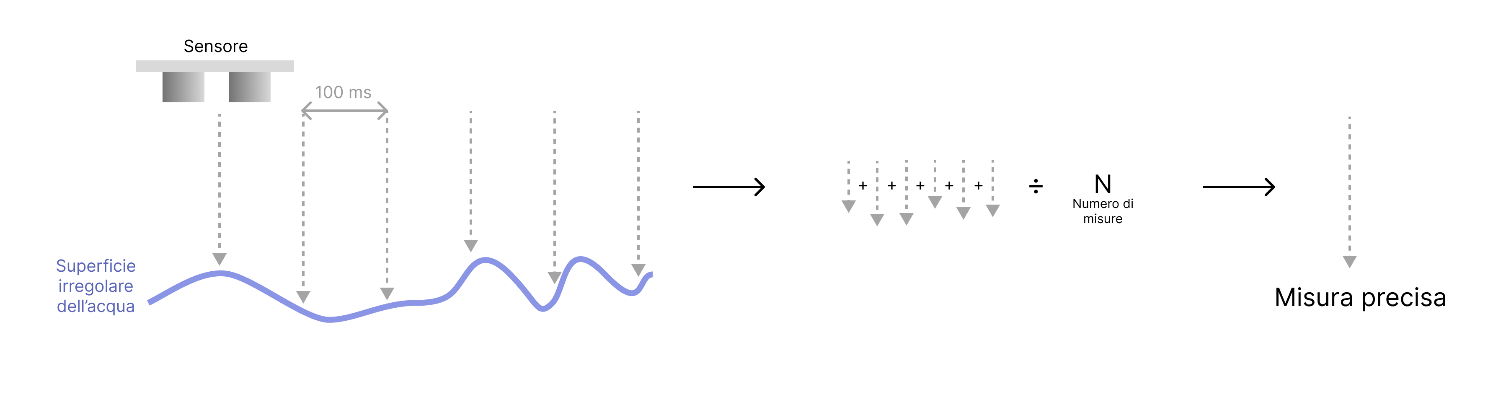 Sensore
100 ms
Superficie
irregolare
dell'acqua
+ + + + +
÷
N
Numero di
misure
Misura precisa